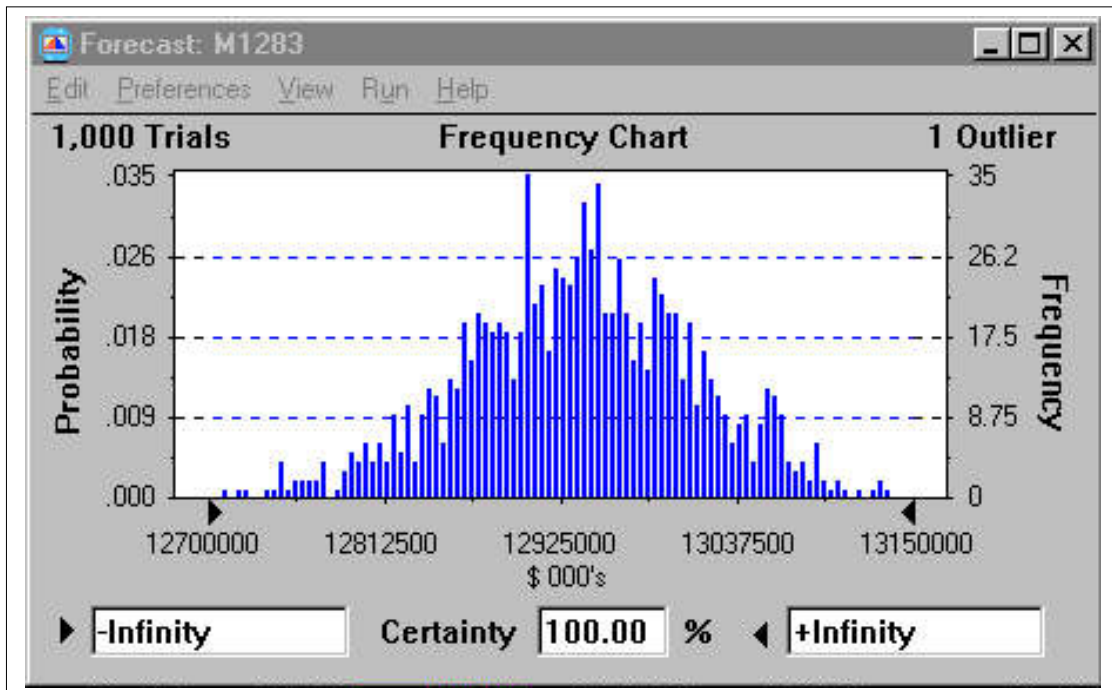 Forecast: M1283
Edit Preferences View Run Help
1,000 Trials Frequency Chart 1 Outlier
.035 35
.026 26.2
.018 17.5
.009 8.75
.000 0
Probability
Frequency
12700000 12812500 12925000 13037500 13150000
$ 000's
-Infinity Certainty 100.00 % +Infinity